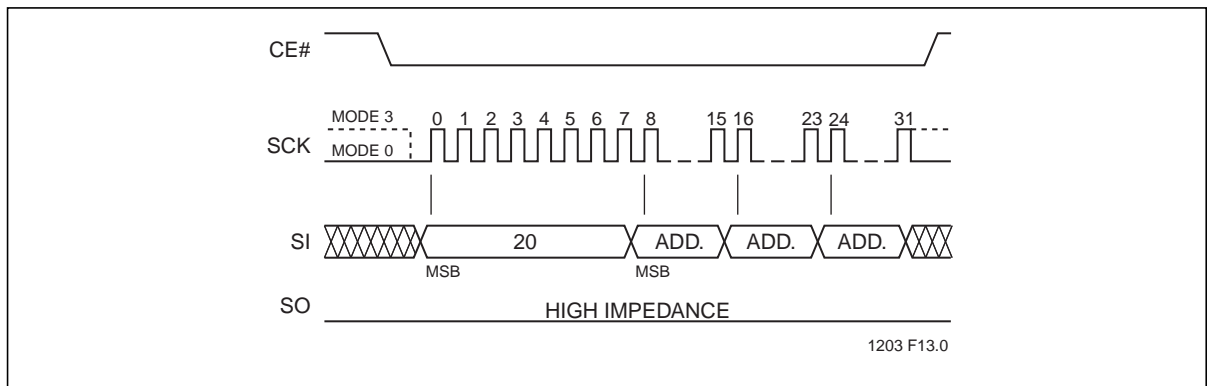 CE#
MODE 3
0 1 2 3 4 5 6 7 8 15 16 23 24 31
SCK
MODE 0
SI
20 ADD. ADD. ADD.
MSB MSB
SO
HIGH IMPEDANCE
1203 F13.0